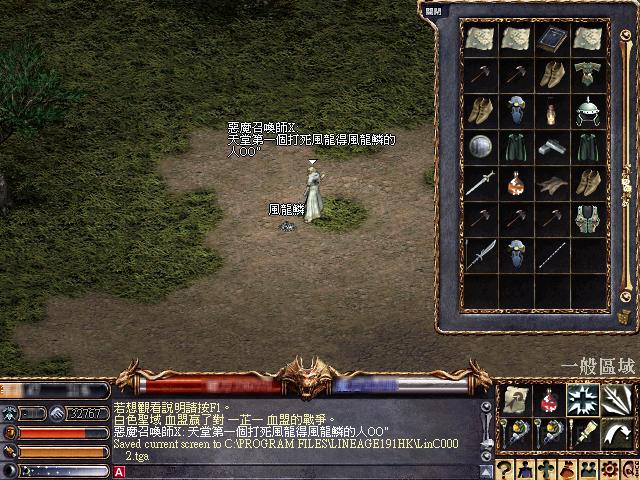 關閉
惡魔召喚師X
天堂第一個打死風龍得風龍鱗的
人OO"
風龍鱗
一般區域
32767
若想觀看說明請按F1。
白色聖域 血盟贏了對 一芷一 血盟的戰爭。
惡魔召喚師X: 天堂第一個打死風龍得風龍鱗的人OO"
Saved current screen to C:\PROGRAM FILES\LINEAGE191HK\LinC000
2.tga
A